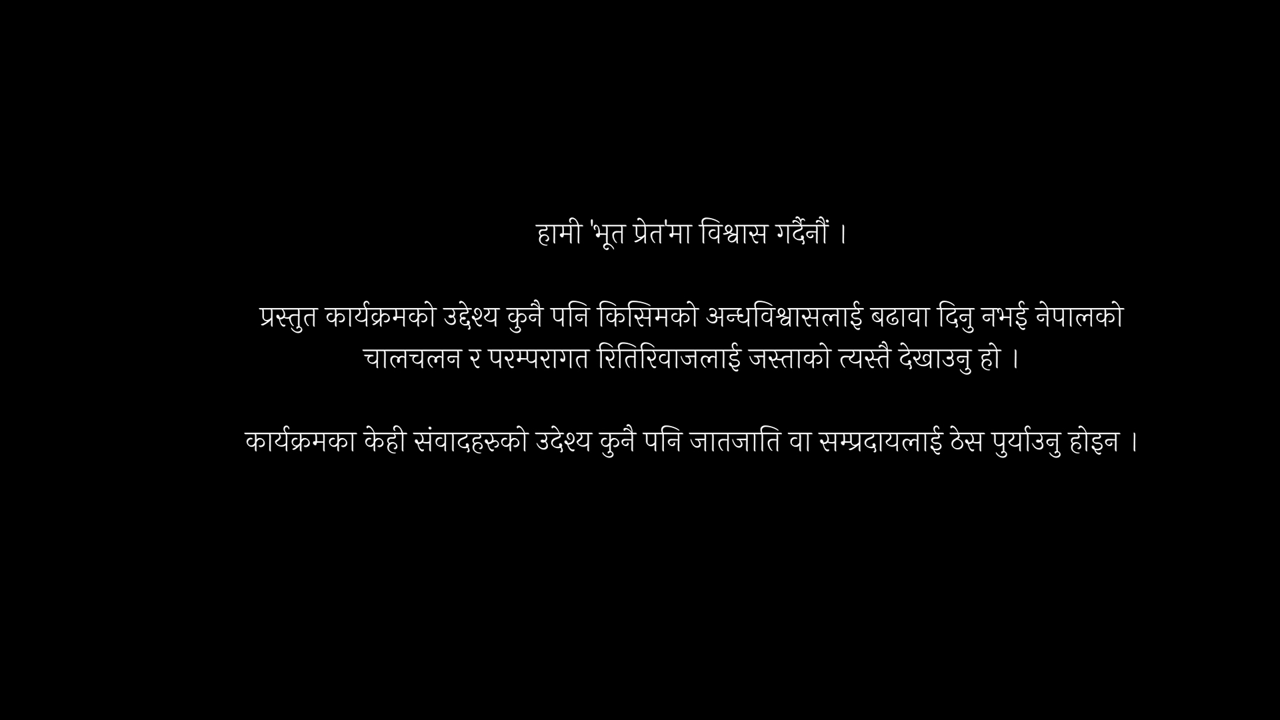 हामी 'भूत प्रेत'मा विश्वास गर्दैनौं ।
प्रस्तुत कार्यक्रमको उद्देश्य कुनै पनि किसिमको अन्धविश्वासलाई बढावा दिनु नभई नेपालको
चालचलन र परम्परागत रितिरिवाजलाई जस्ताको त्यस्तै देखाउनु हो ।
कार्यक्रमका केही संवादहरुको उदेश्य कुनै पनि जातजाति वा सम्प्रदायलाई ठेस पुर्याउनु होइन ।